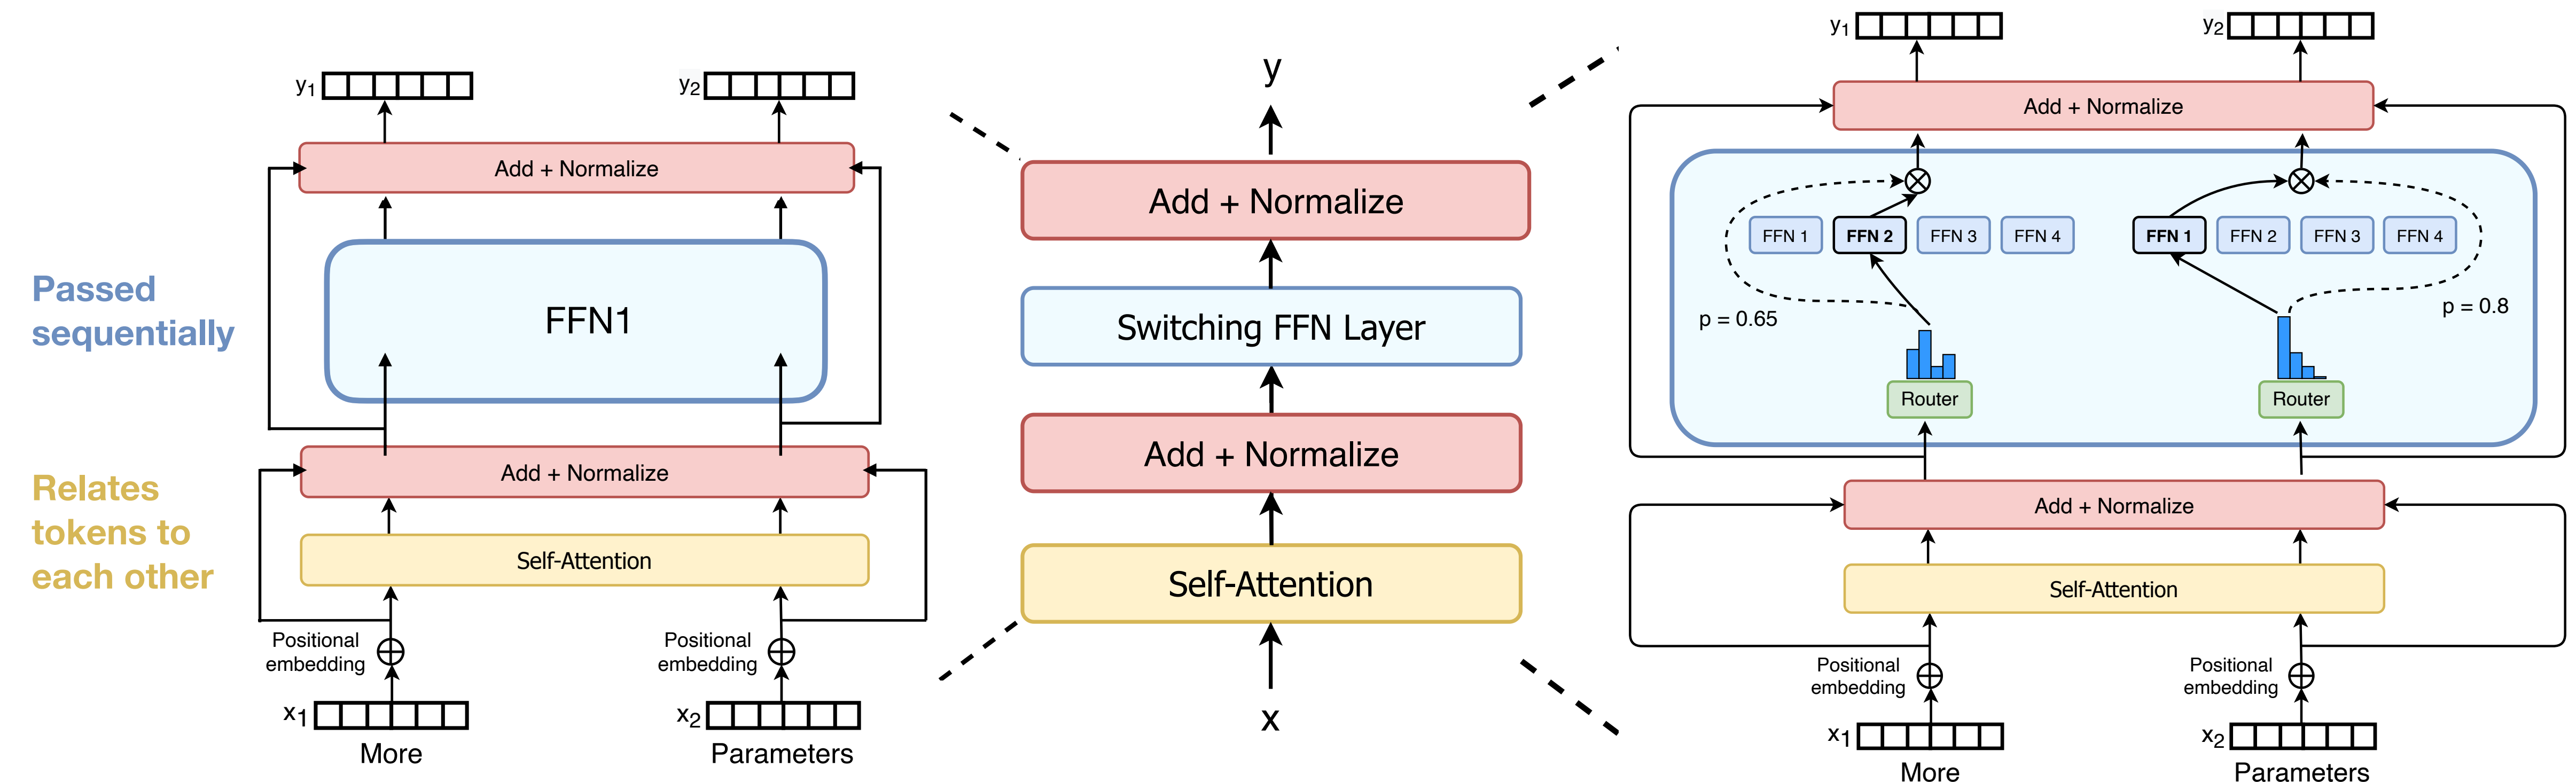 Passed
sequentially
Relates
tokens to
each other
y1
y2
Add + Normalize
FFN1
Add + Normalize
Self-Attention
Positional
embedding
Positional
embedding
x1
x2
More
Parameters
y
Add + Normalize
Switching FFN Layer
Add + Normalize
Self-Attention
x
y1
y2
Add + Normalize
FFN 1
FFN 2
FFN 3
FFN 4
FFN 1
FFN 2
FFN 3
FFN 4
p = 0.65
p = 0.8
Router
Router
Add + Normalize
Self-Attention
Positional
embedding
Positional
embedding
x1
x2
More
Parameters